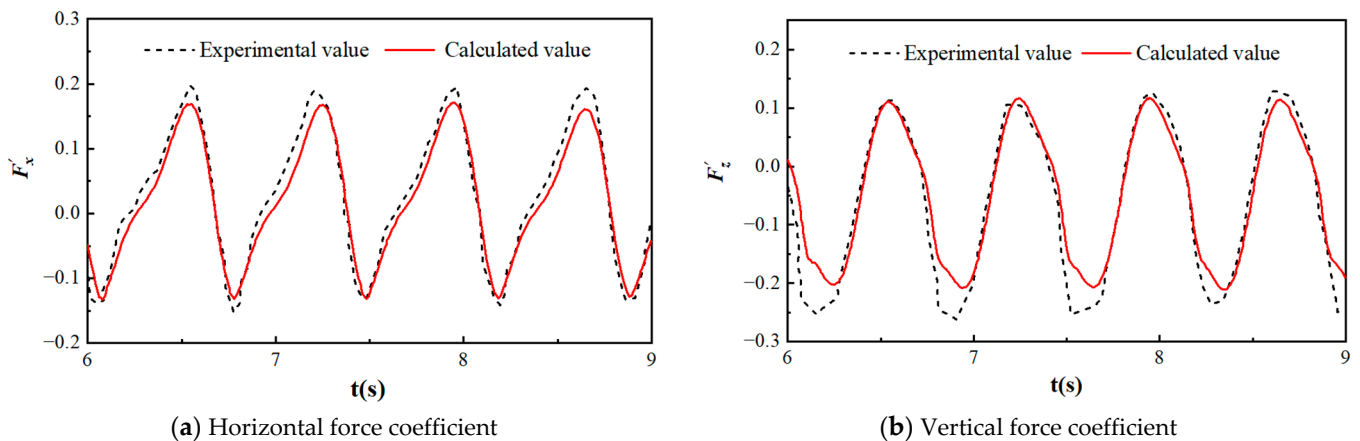 0.3
Experimental value
Calculated value
0.2
0.1
0.0
−0.1
−0.2
F′x
6
7
8
9
t(s)
(a) Horizontal force coefficient
0.2
Experimental value
Calculated value
0.1
0.0
−0.1
−0.2
−0.3
F′z
6
7
8
9
t(s)
(b) Vertical force coefficient